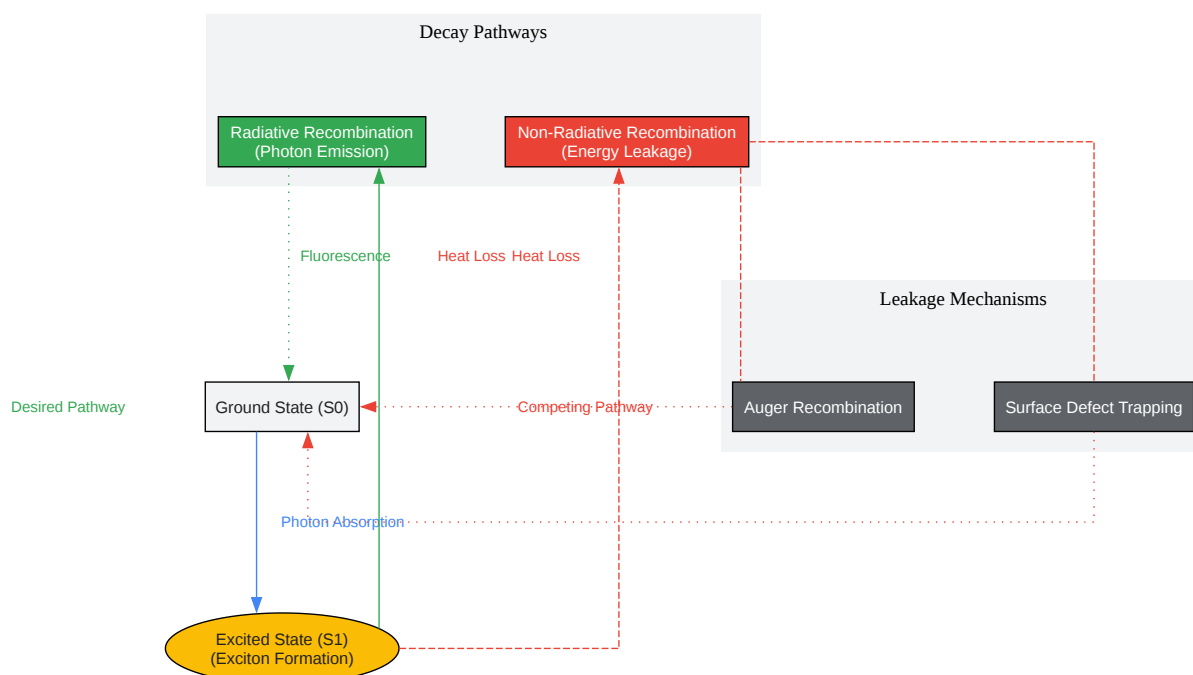 Decay Pathways
Radiative Recombination
(Photon Emission)
Non-Radiative Recombination
(Energy Leakage)
Fluorescence
Heat Loss
Heat Loss
Leakage Mechanisms
Desired Pathway
Ground State (S0)
Competing Pathway
Auger Recombination
Surface Defect Trapping
Photon Absorption
Excited State (S1)
(Exciton Formation)